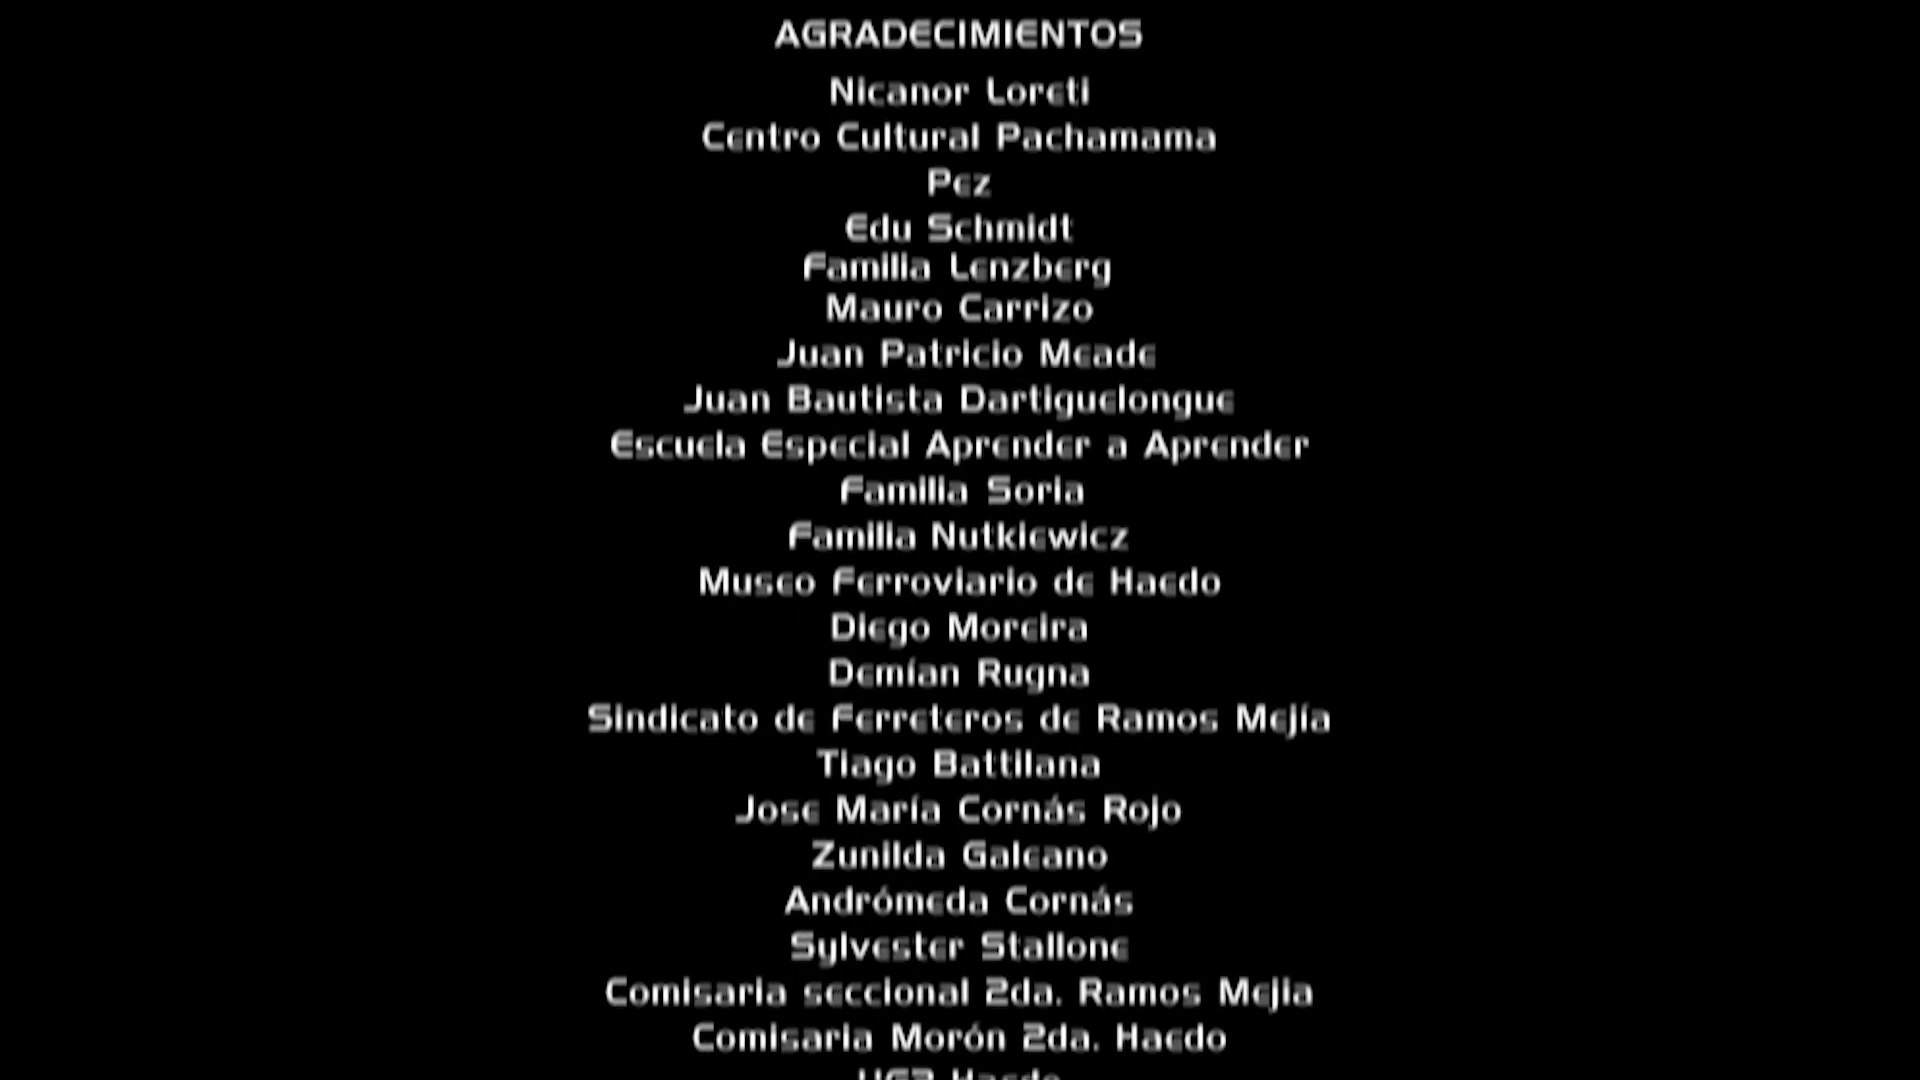 AGRADECIMIENTOS
Nicanor Loreti
Centro Cultural Pachamama
Pez
Edu Schmidt
Familia Lenzberg
Mauro Carrizo
Juan Patricio Meade
Juan Bautista Dartiguelongue
Escuela Especial Aprender a Aprender
Familia Soria
Familia Nutkiewicz
Museo Ferroviario de Haedo
Diego Moreira
Demían Rugna
Sindicato de Ferreteros de Ramos Mejía
Tiago Battilana
Jose María Cornás Rojo
Zunilda Galeano
Andrómeda Cornás
Sylvester Stallone
Comisaria seccional 2da. Ramos Mejia
Comisaria Morón 2da. Haedo
Haedo